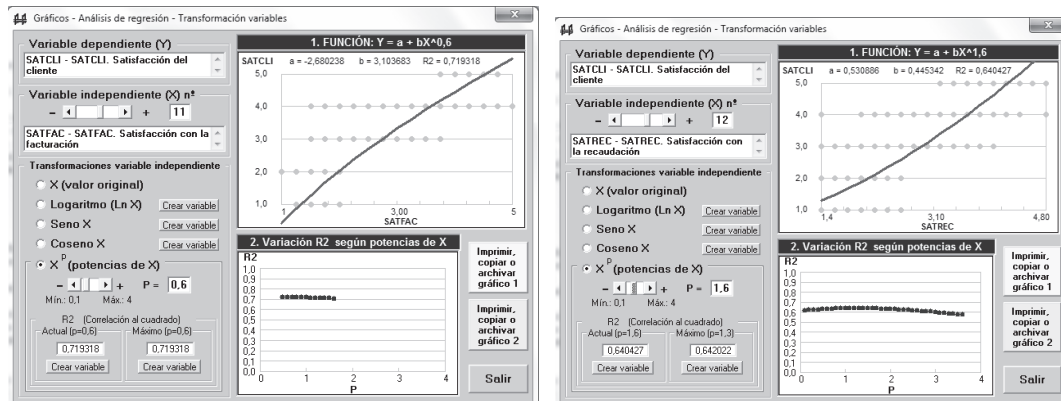 Gráficos - Análisis de regresión - Transformación variables
Variable dependiente (Y)
SATCLI - SATCLI. Satisfacción del
cliente
Variable independiente (X) nº
- + 11
SATFAC - SATFAC. Satisfacción con la
facturación
Transformaciones variable independiente
X (valor original)
Logaritmo (Ln X) Crear variable
Seno X Crear variable
Coseno X Crear variable
X^p (potencias de X)
- + P = 0,6
Mín.: 0,1 Máx.: 4
R2 (Correlación al cuadrado)
Actual (p=0,6) Máximo (p=0,6)
0,719318 0,719318
Crear variable Crear variable
1. FUNCIÓN: Y = a + bX^0,6
SATCLI a = -2,680238 b = 3,103683 R2 = 0,719318
5,0
4,0
3,0
2,0
1,0
1 3,00 5
SATFAC
2. Variación R2 según potencias de X
R2
1,0
0,9
0,8
0,7
0,6
0,5
0,4
0,3
0,2
0,1
0,0
0 1 2 3 4
P
Imprimir,
copiar o
archivar
gráfico 1
Imprimir,
copiar o
archivar
gráfico 2
Salir
Gráficos - Análisis de regresión - Transformación variables
Variable dependiente (Y)
SATCLI - SATCLI. Satisfacción del
cliente
Variable independiente (X) nº
- + 12
SATREC - SATREC. Satisfacción con
la recaudación
Transformaciones variable independiente
X (valor original)
Logaritmo (Ln X) Crear variable
Seno X Crear variable
Coseno X Crear variable
X^p (potencias de X)
- + P = 1,6
Mín.: 0,1 Máx.: 4
R2 (Correlación al cuadrado)
Actual (p=1,6) Máximo (p=1,3)
0,640427 0,642022
Crear variable Crear variable
1. FUNCIÓN: Y = a + bX^1,6
SATCLI a = 0,530886 b = 0,445342 R2 = 0,640427
5,0
4,0
3,0
2,0
1,0
1,4 3,10 4,80
SATREC
2. Variación R2 según potencias de X
R2
1,0
0,9
0,8
0,7
0,6
0,5
0,4
0,3
0,2
0,1
0,0
0 1 2 3 4
P
Imprimir,
copiar o
archivar
gráfico 1
Imprimir,
copiar o
archivar
gráfico 2
Salir